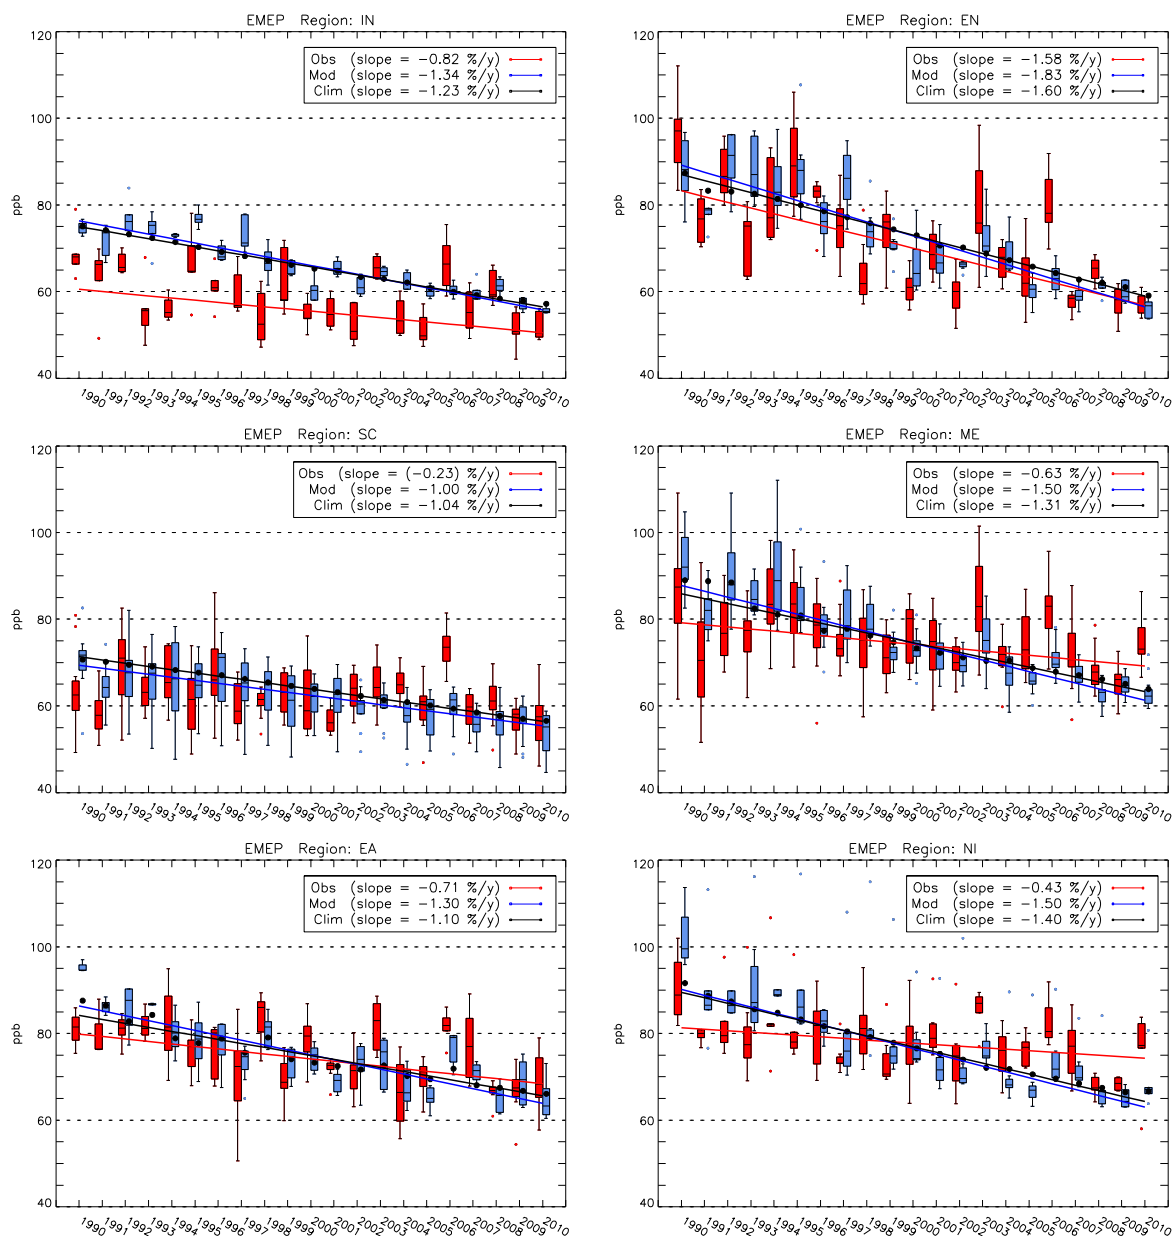 EMEP Region: IN
120
100
80
60
40
ppb
Obs (slope = −0.82 %/y)
Mod (slope = −1.34 %/y)
Clim (slope = −1.23 %/y)
1990 1991 1992 1993 1994 1995 1996 1997 1998 1999 2000 2001 2002 2003 2004 2005 2006 2007 2008 2009 2010
EMEP Region: EN
120
100
80
60
40
ppb
Obs (slope = −1.58 %/y)
Mod (slope = −1.83 %/y)
Clim (slope = −1.60 %/y)
1990 1991 1992 1993 1994 1995 1996 1997 1998 1999 2000 2001 2002 2003 2004 2005 2006 2007 2008 2009 2010
EMEP Region: SC
120
100
80
60
40
ppb
Obs (slope = (−0.23) %/y)
Mod (slope = −1.00 %/y)
Clim (slope = −1.04 %/y)
1990 1991 1992 1993 1994 1995 1996 1997 1998 1999 2000 2001 2002 2003 2004 2005 2006 2007 2008 2009 2010
EMEP Region: ME
120
100
80
60
40
ppb
Obs (slope = −0.63 %/y)
Mod (slope = −1.50 %/y)
Clim (slope = −1.31 %/y)
1990 1991 1992 1993 1994 1995 1996 1997 1998 1999 2000 2001 2002 2003 2004 2005 2006 2007 2008 2009 2010
EMEP Region: EA
120
100
80
60
40
ppb
Obs (slope = −0.71 %/y)
Mod (slope = −1.30 %/y)
Clim (slope = −1.10 %/y)
1990 1991 1992 1993 1994 1995 1996 1997 1998 1999 2000 2001 2002 2003 2004 2005 2006 2007 2008 2009 2010
EMEP Region: NI
120
100
80
60
40
ppb
Obs (slope = −0.43 %/y)
Mod (slope = −1.50 %/y)
Clim (slope = −1.40 %/y)
1990 1991 1992 1993 1994 1995 1996 1997 1998 1999 2000 2001 2002 2003 2004 2005 2006 2007 2008 2009 2010